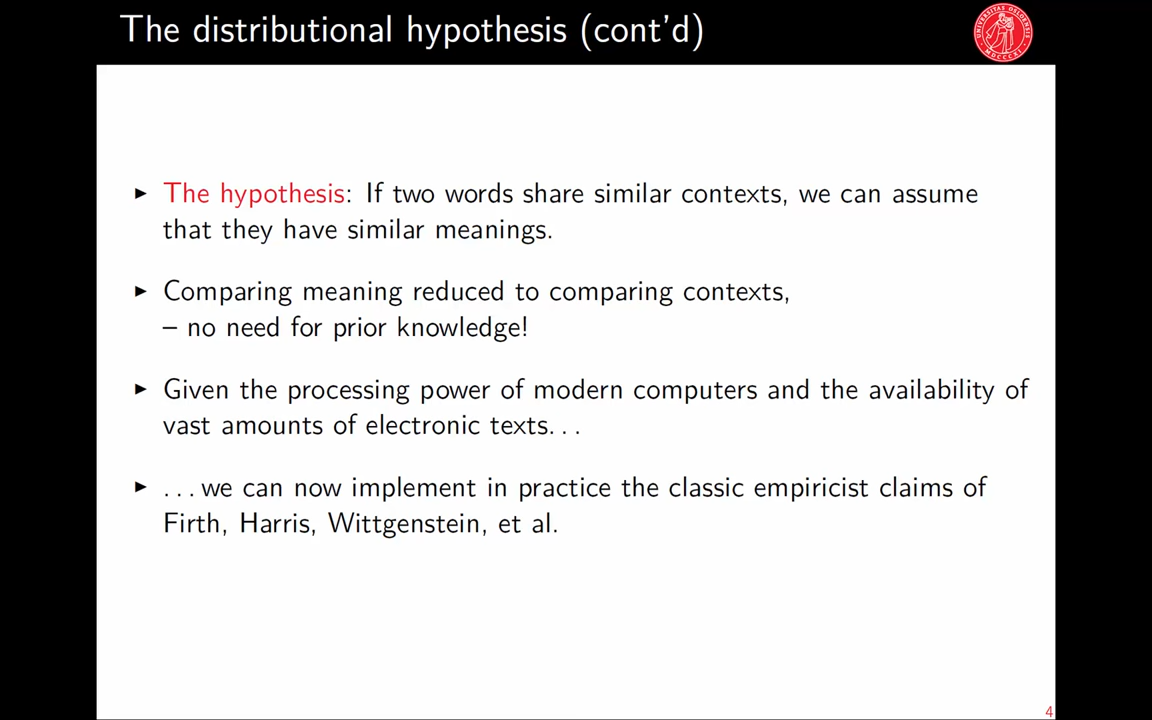 The distributional hypothesis (cont'd)
UNIVERSITAS OSLOENSIS
MDCCCXI
▶ The hypothesis: If two words share similar contexts, we can assume
that they have similar meanings.
▶ Comparing meaning reduced to comparing contexts,
– no need for prior knowledge!
▶ Given the processing power of modern computers and the availability of
vast amounts of electronic texts...
▶ ...we can now implement in practice the classic empiricist claims of
Firth, Harris, Wittgenstein, et al.
4